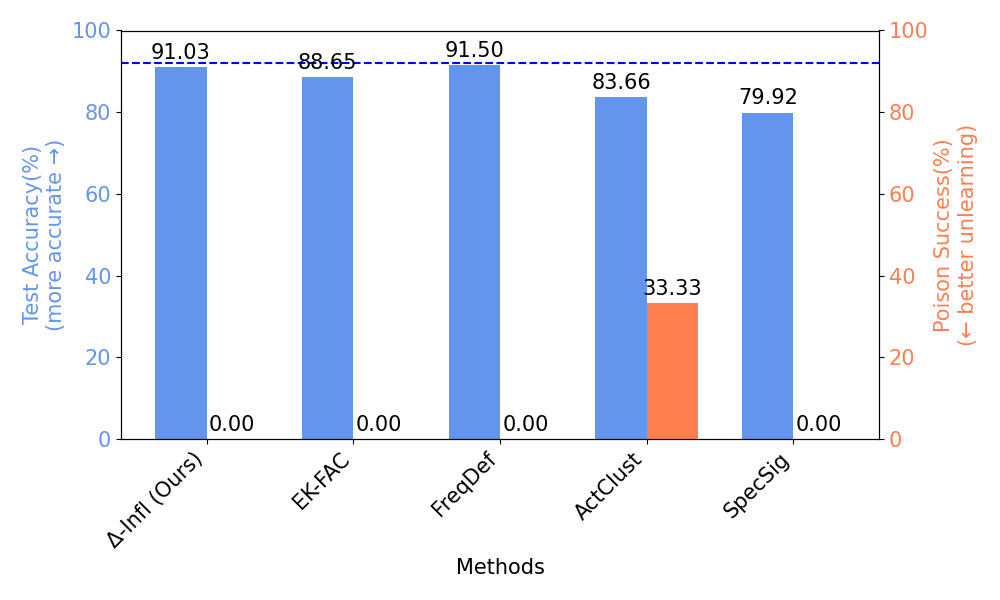 Test Accuracy(%)
(more accurate →)
100
80
60
40
20
0
91.03
88.65
91.50
83.66
79.92
0.00
0.00
0.00
33.33
0.00
100
80
60
40
20
0
Poison Success(%)
(← better unlearning)
Δ-Infl (Ours)
EK-FAC
FreqDef
ActClust
SpecSig
Methods